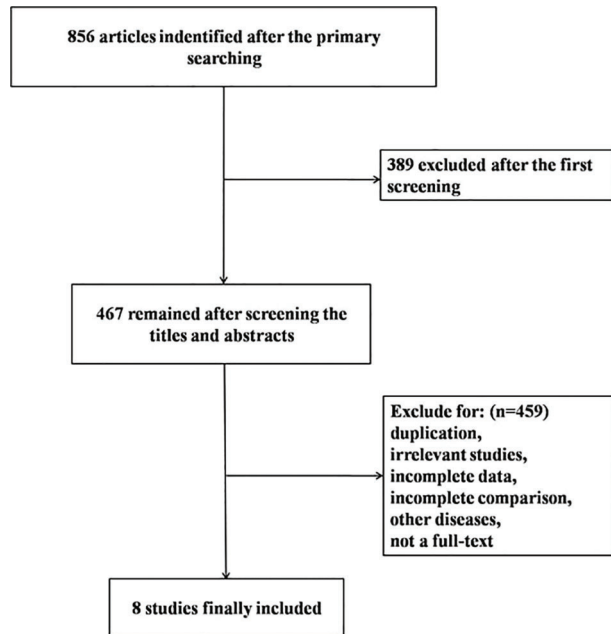 856 articles indentified after the primary
searching
389 excluded after the first
screening
467 remained after screening the
titles and abstracts
Exclude for: (n=459)
duplication,
irrelevant studies,
incomplete data,
incomplete comparison,
other diseases,
not a full-text
8 studies finally included